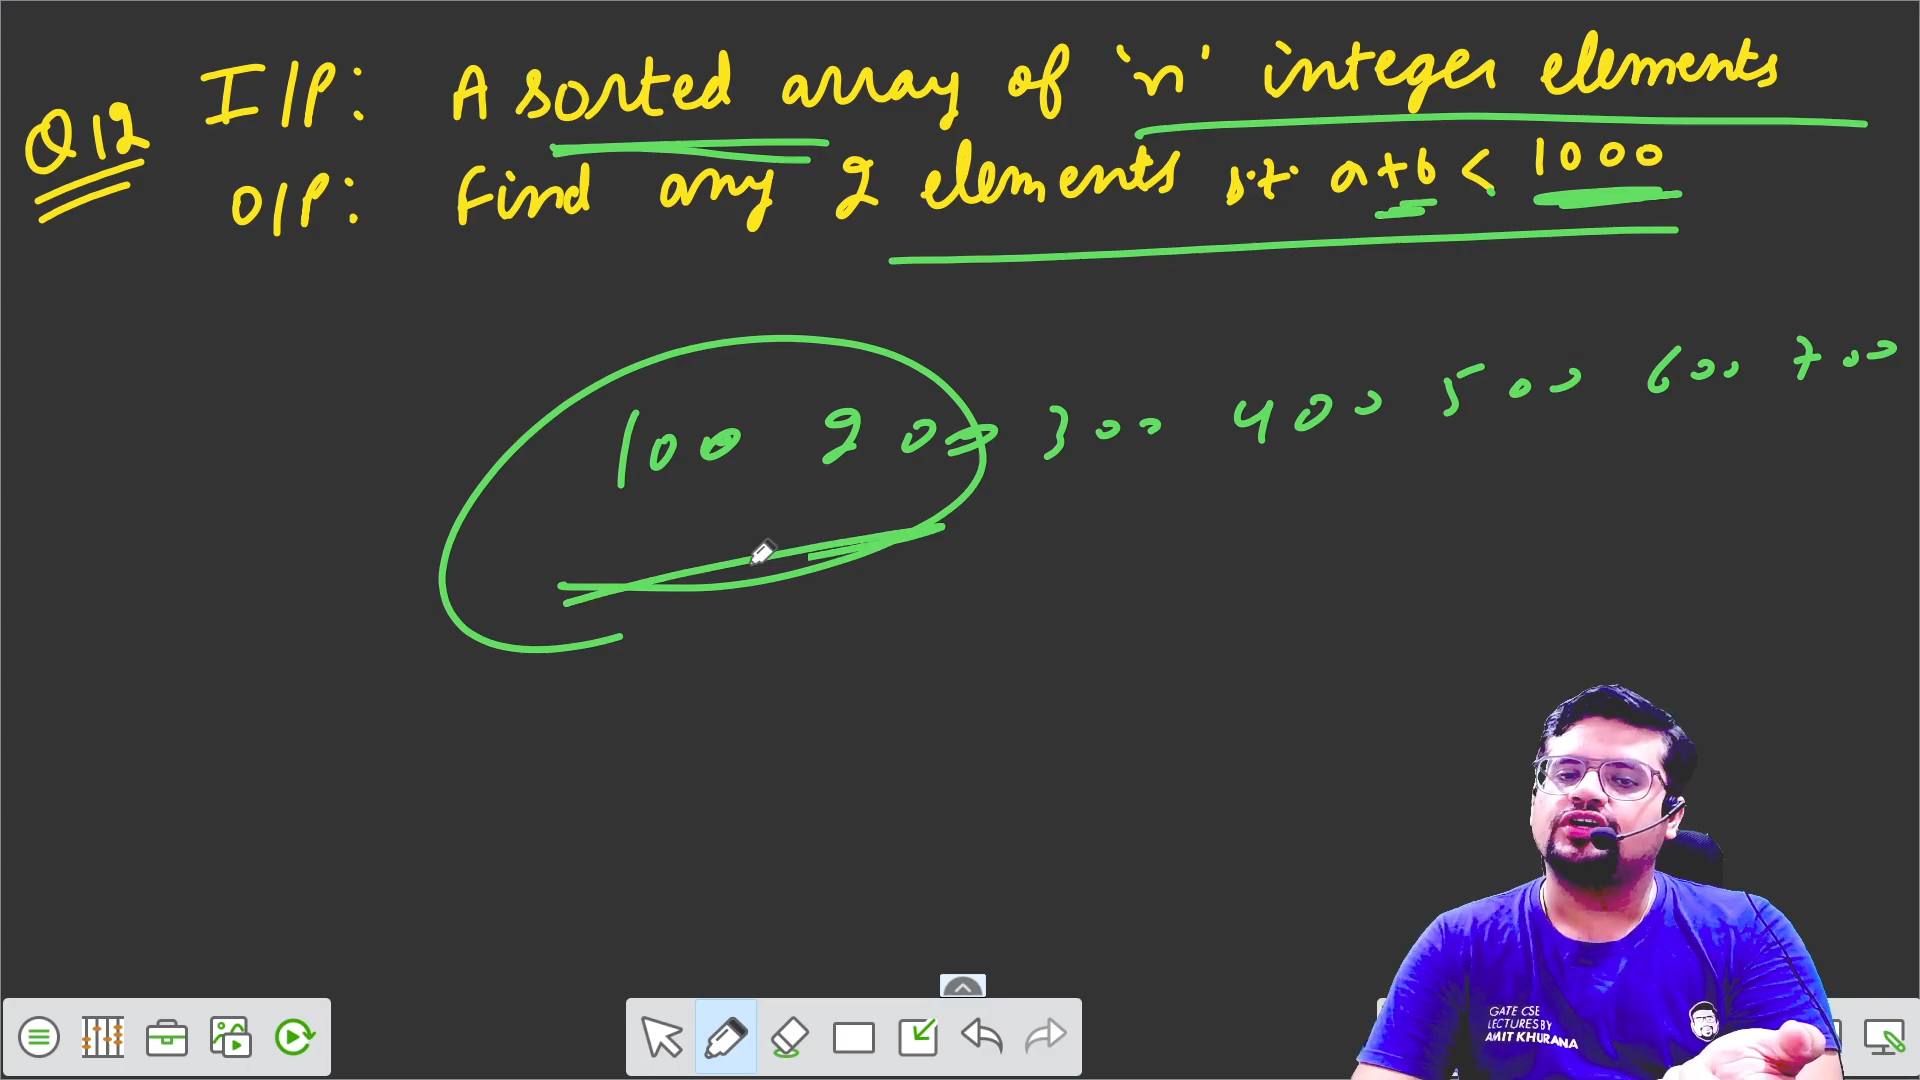 Q12 I/P: A sorted array of 'n' integer elements
O/P: Find any 2 elements s.t. a+b < 1000
100 200 300 400 500 600 700
GATE CSE
LECTURES BY
AMIT KHURANA